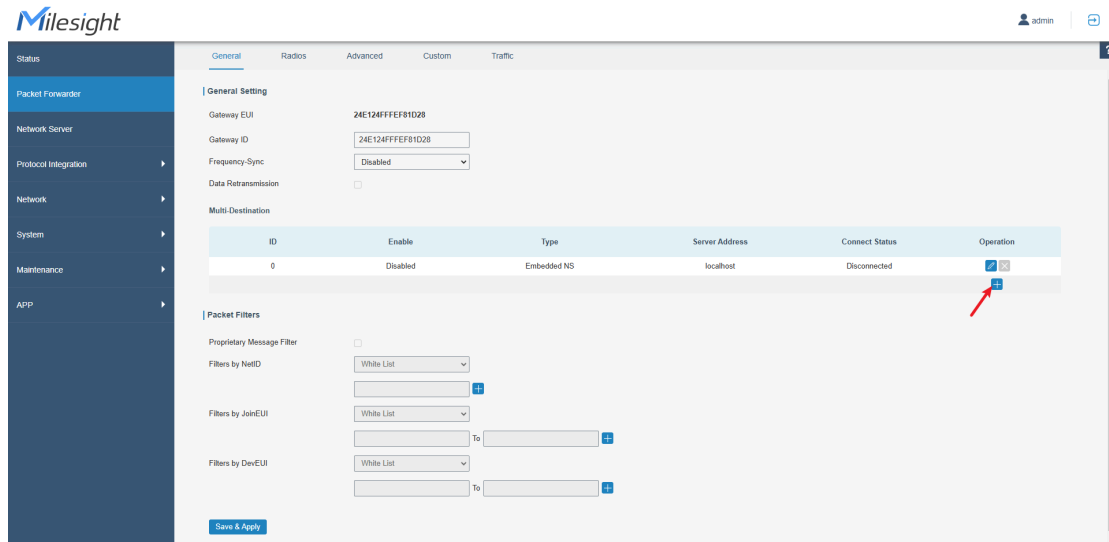 Milesight
admin
Status
Packet Forwarder
Network Server
Protocol Integration
Network
System
Maintenance
APP
General Radios Advanced Custom Traffic
?
General Setting
Gateway EUI 24E124FFFEF81D28
Gateway ID 24E124FFFEF81D28
Frequency-Sync Disabled
Data Retransmission
Multi-Destination
ID Enable Type Server Address Connect Status Operation
0 Disabled Embedded NS localhost Disconnected
Packet Filters
Proprietary Message Filter
Filters by NetID White List
Filters by JoinEUI White List
To
Filters by DevEUI White List
To
Save & Apply